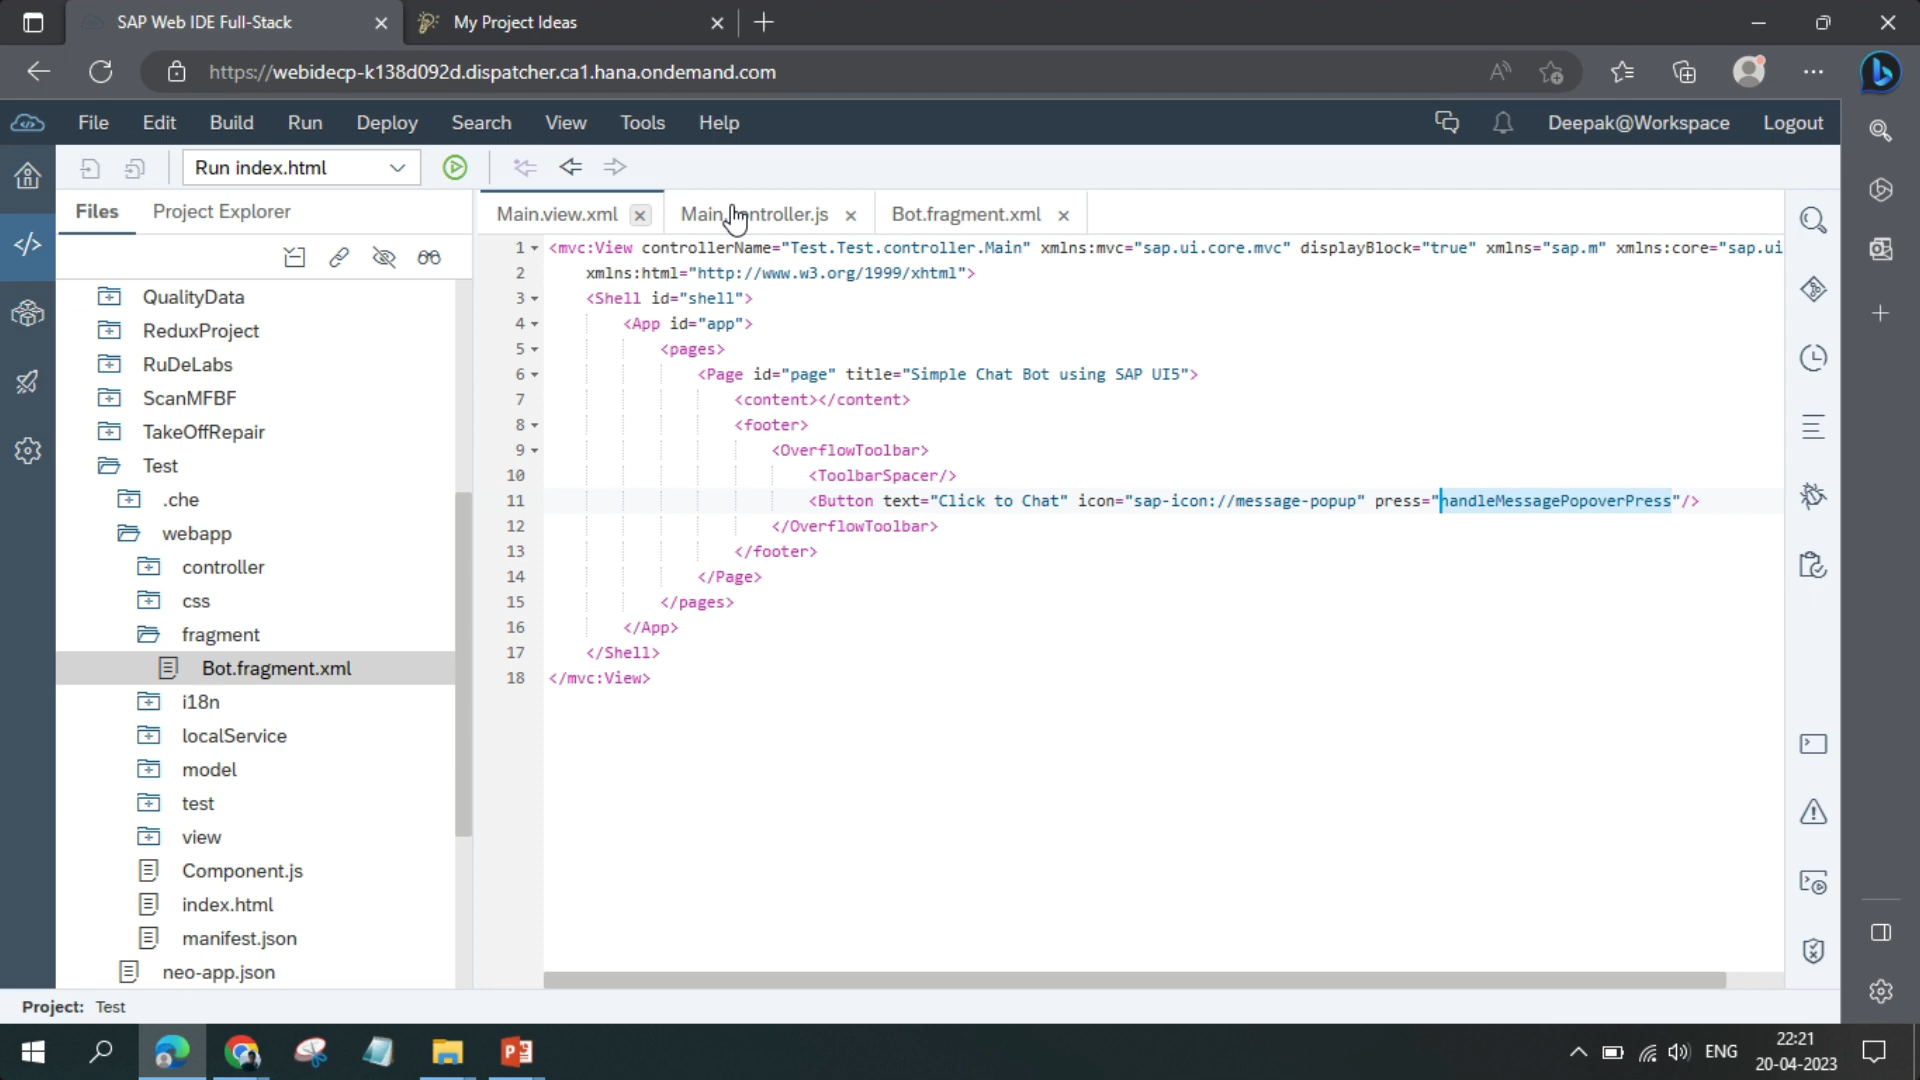 SAP Web IDE Full-Stack
My Project Ideas
https://webidecp-k138d092d.dispatcher.ca1.hana.ondemand.com
File Edit Build Run Deploy Search View Tools Help
Deepak@Workspace Logout
Run index.html
Files Project Explorer
Main.view.xml
Bot.fragment.xml
QualityData
ReduxProject
RuDeLabs
ScanMFBF
TakeOffRepair
Test
.che
webapp
controller
css
fragment
Bot.fragment.xml
i18n
localService
model
test
view
Component.js
index.html
manifest.json
neo-app.json
1 <mvc:View controllerName="Test.Test.controller.Main" xmlns:mvc="sap.ui.core.mvc" displayBlock="true" xmlns="sap.m" xmlns:core="sap.ui
2 xmlns:html="http://www.w3.org/1999/xhtml">
3 <Shell id="shell">
4 <App id="app">
5 <pages>
6 <Page id="page" title="Simple Chat Bot using SAP UI5">
7 <content></content>
8 <footer>
9 <OverflowToolbar>
10 <ToolbarSpacer/>
11 <Button text="Click to Chat" icon="sap-icon://message-popup" press="handleMessagePopoverPress"/>
12 </OverflowToolbar>
13 </footer>
14 </Page>
15 </pages>
16 </App>
17 </Shell>
18 </mvc:View>
Project: Test
ENG
22:21
20-04-2023